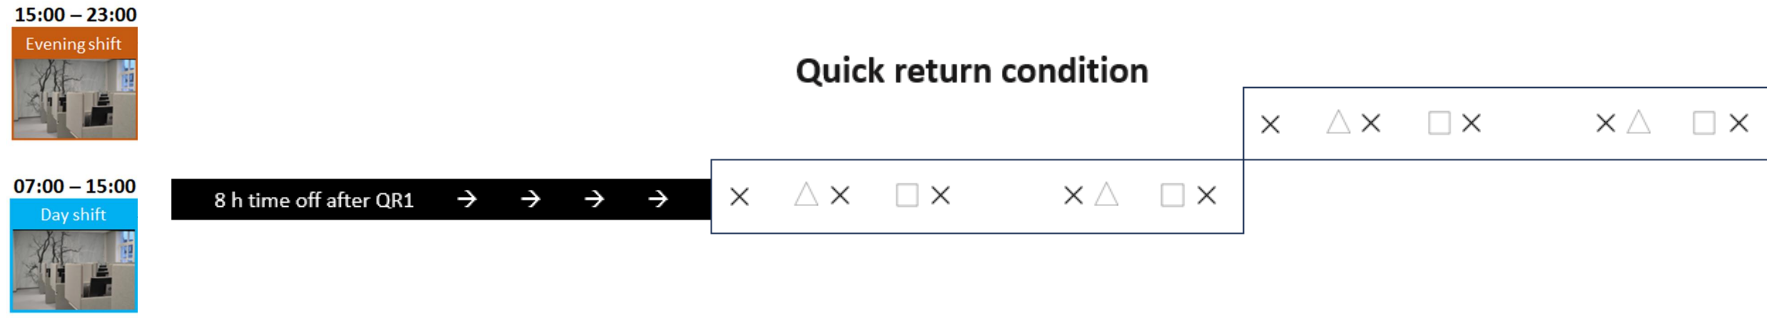 15:00 – 23:00
Evening shift
Quick return condition
07:00 – 15:00
Day shift
8 h time off after QR1 → → → →